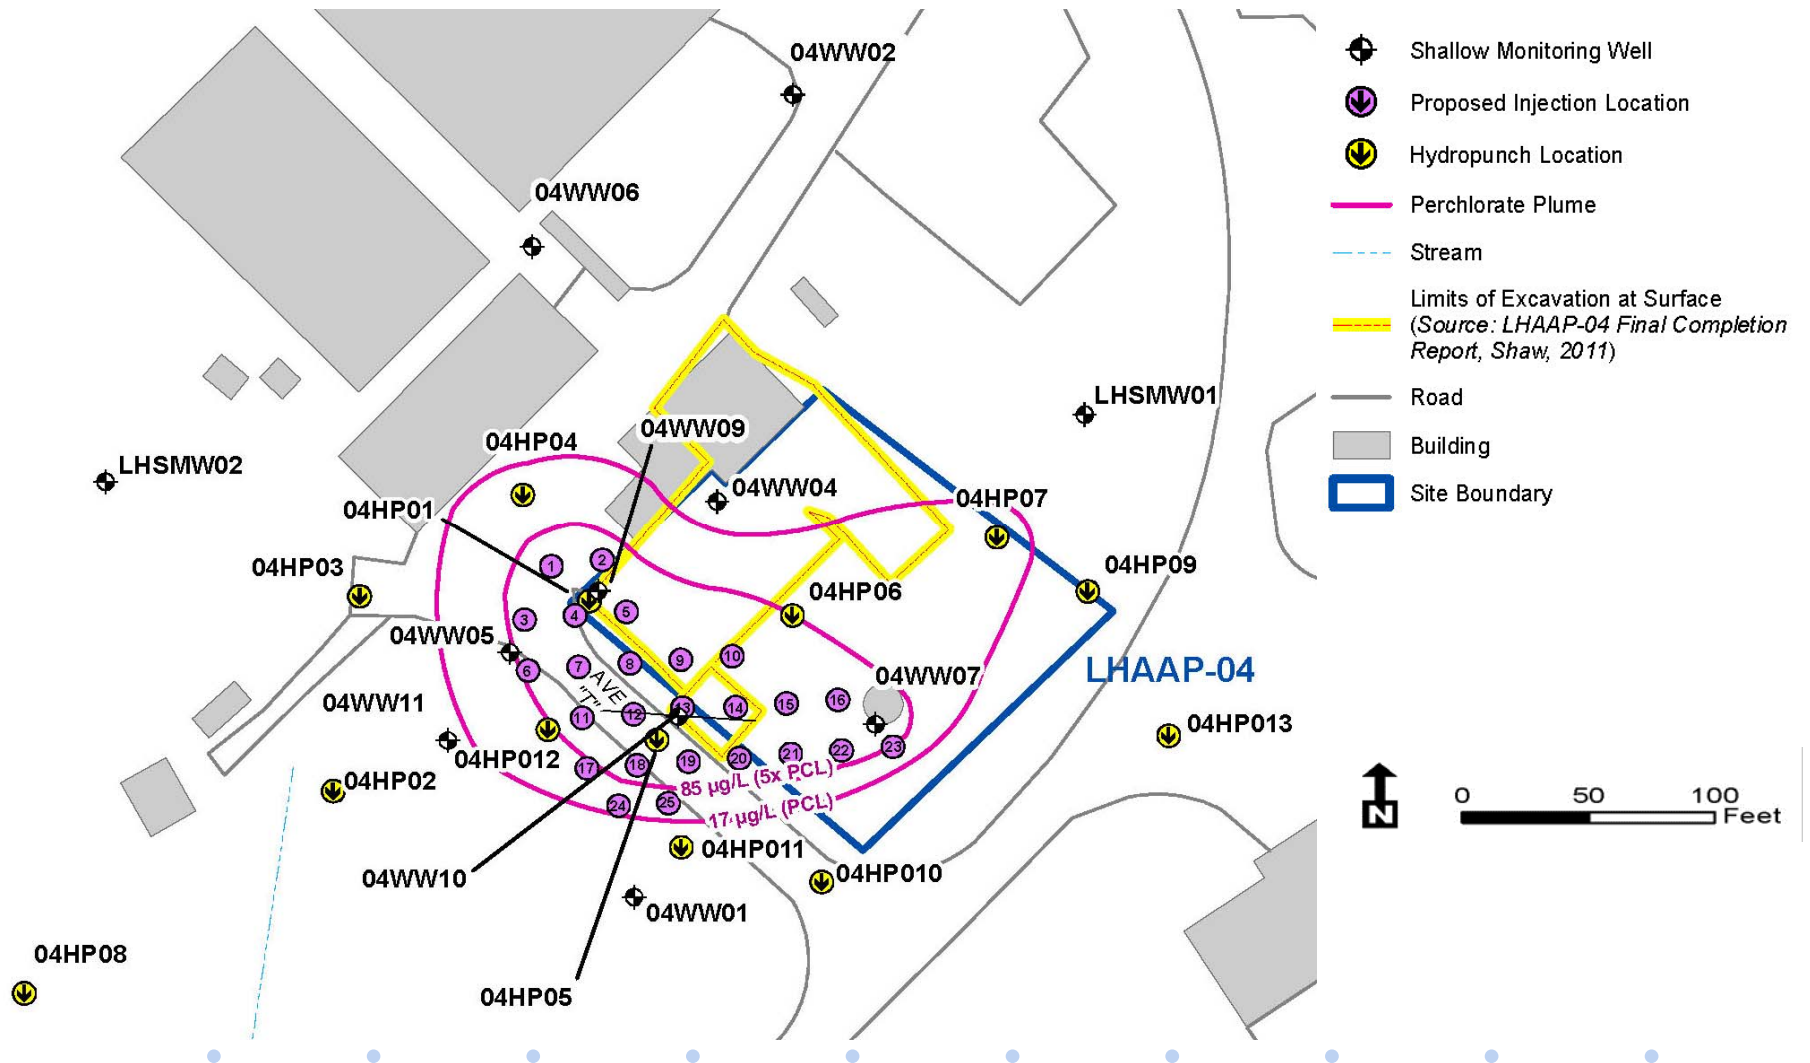 04WW02
Shallow Monitoring Well
Proposed Injection Location
Hydropunch Location
04WW06
Perchlorate Plume
Stream
Limits of Excavation at Surface
(Source: LHAAP-04 Final Completion
Report, Shaw, 2011)
Road
LHSMW01
04WW09
04HP04
Building
LHSMW02
04WW04
04HP07
Site Boundary
04HP01
04HP03
04HP09
1
2
04HP06
3
4
5
04WW05
6
7
8
9
10
04WW07
LHAAP-04
AVE
"T"
04WW11
11
12
13
14
15
16
04HP013
04HP012
17
18
19
20
21
22
23
04HP02
85 µg/L (5x PCL)
24
25
17 µg/L (PCL)
N
0 50 100
Feet
04HP011
04WW10
04HP010
04WW01
04HP08
04HP05